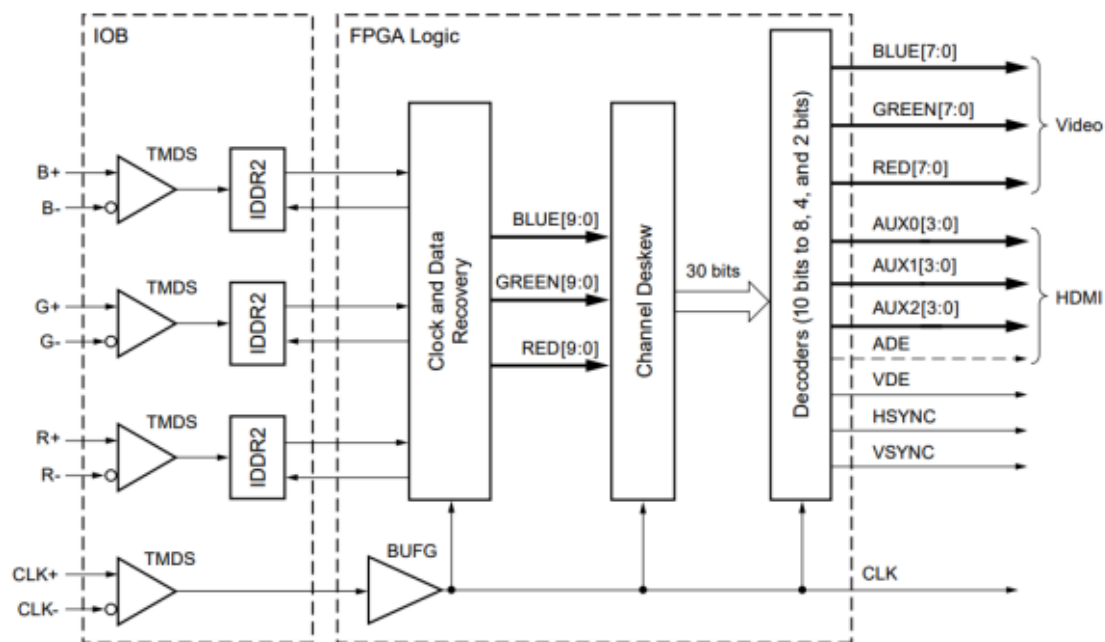 IOB
FPGA Logic
BLUE[7:0]
GREEN[7:0]
Video
RED[7:0]
TMDS
B+
B-
IDDR2
BLUE[9:0]
AUX0[3:0]
30 bits
AUX1[3:0]
HDMI
GREEN[9:0]
AUX2[3:0]
TMDS
G+
G-
IDDR2
Clock and Data
Recovery
RED[9:0]
Channel Deskew
Decoders (10 bits to 8, 4, and 2 bits)
ADE
VDE
HSYNC
VSYNC
TMDS
R+
R-
IDDR2
TMDS
BUFG
CLK+
CLK-
CLK